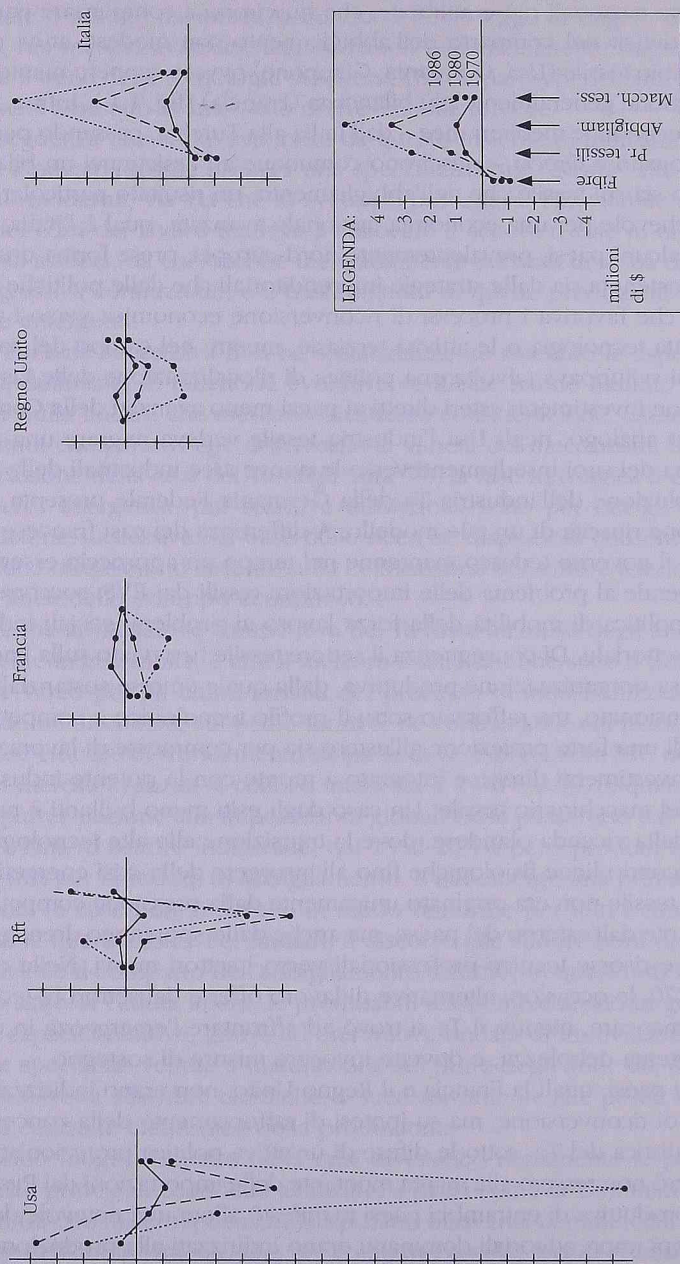 Usa
Rft
Francia
Regno Unito
Italia
LEGENDA:
4
3
2
1
-1
-2
-3
-4
milioni
di $
1986
1980
1970
Fibre
Pr. tessili
Abbigliam.
Macch. tess.